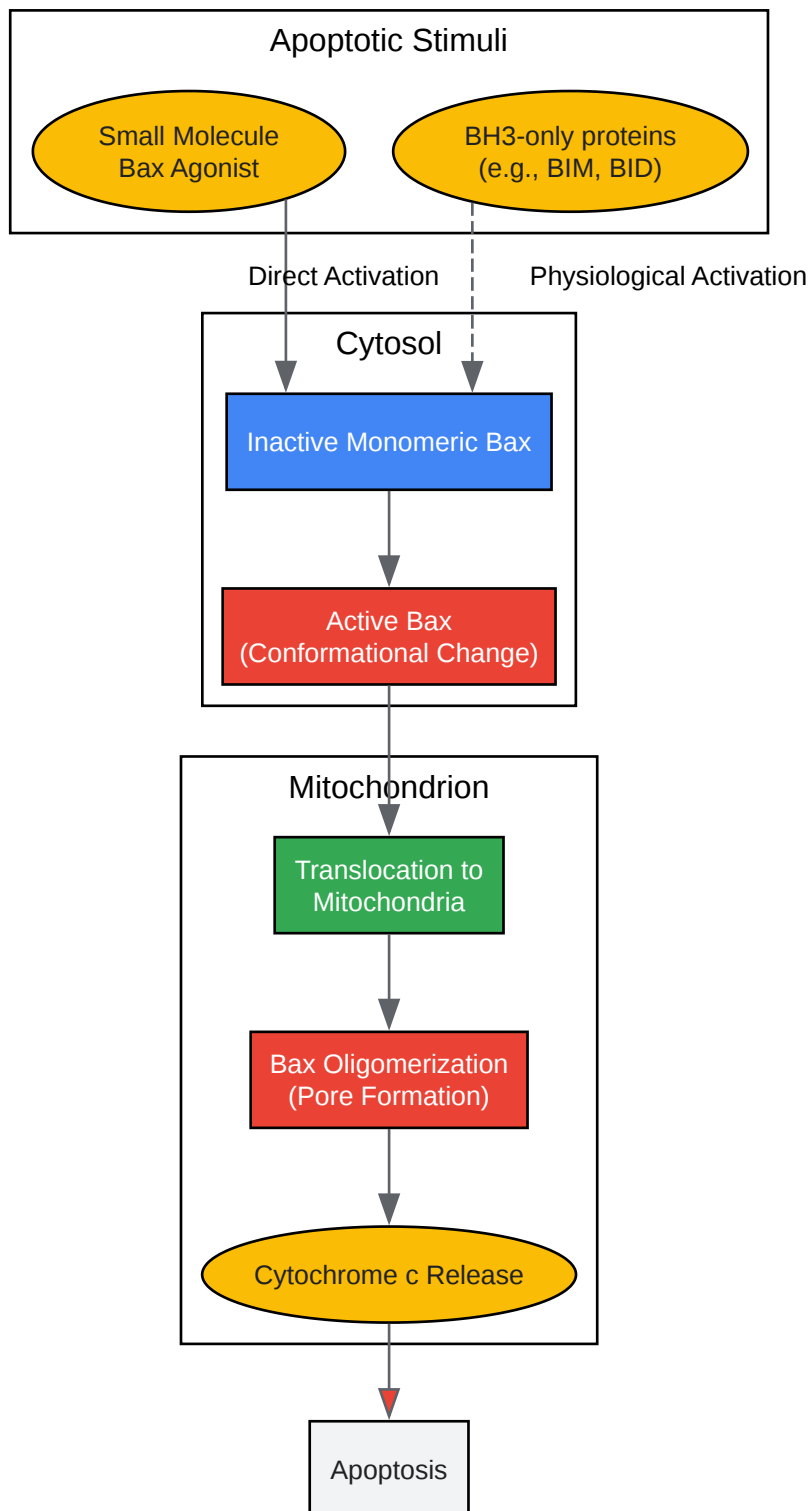 Apoptotic Stimuli
Small Molecule
Bax Agonist
BH3-only proteins
(e.g., BIM, BID)
Direct Activation
Physiological Activation
Cytosol
Inactive Monomeric Bax
Active Bax
(Conformational Change)
Mitochondrion
Translocation to
Mitochondria
Bax Oligomerization
(Pore Formation)
Cytochrome c Release
Apoptosis